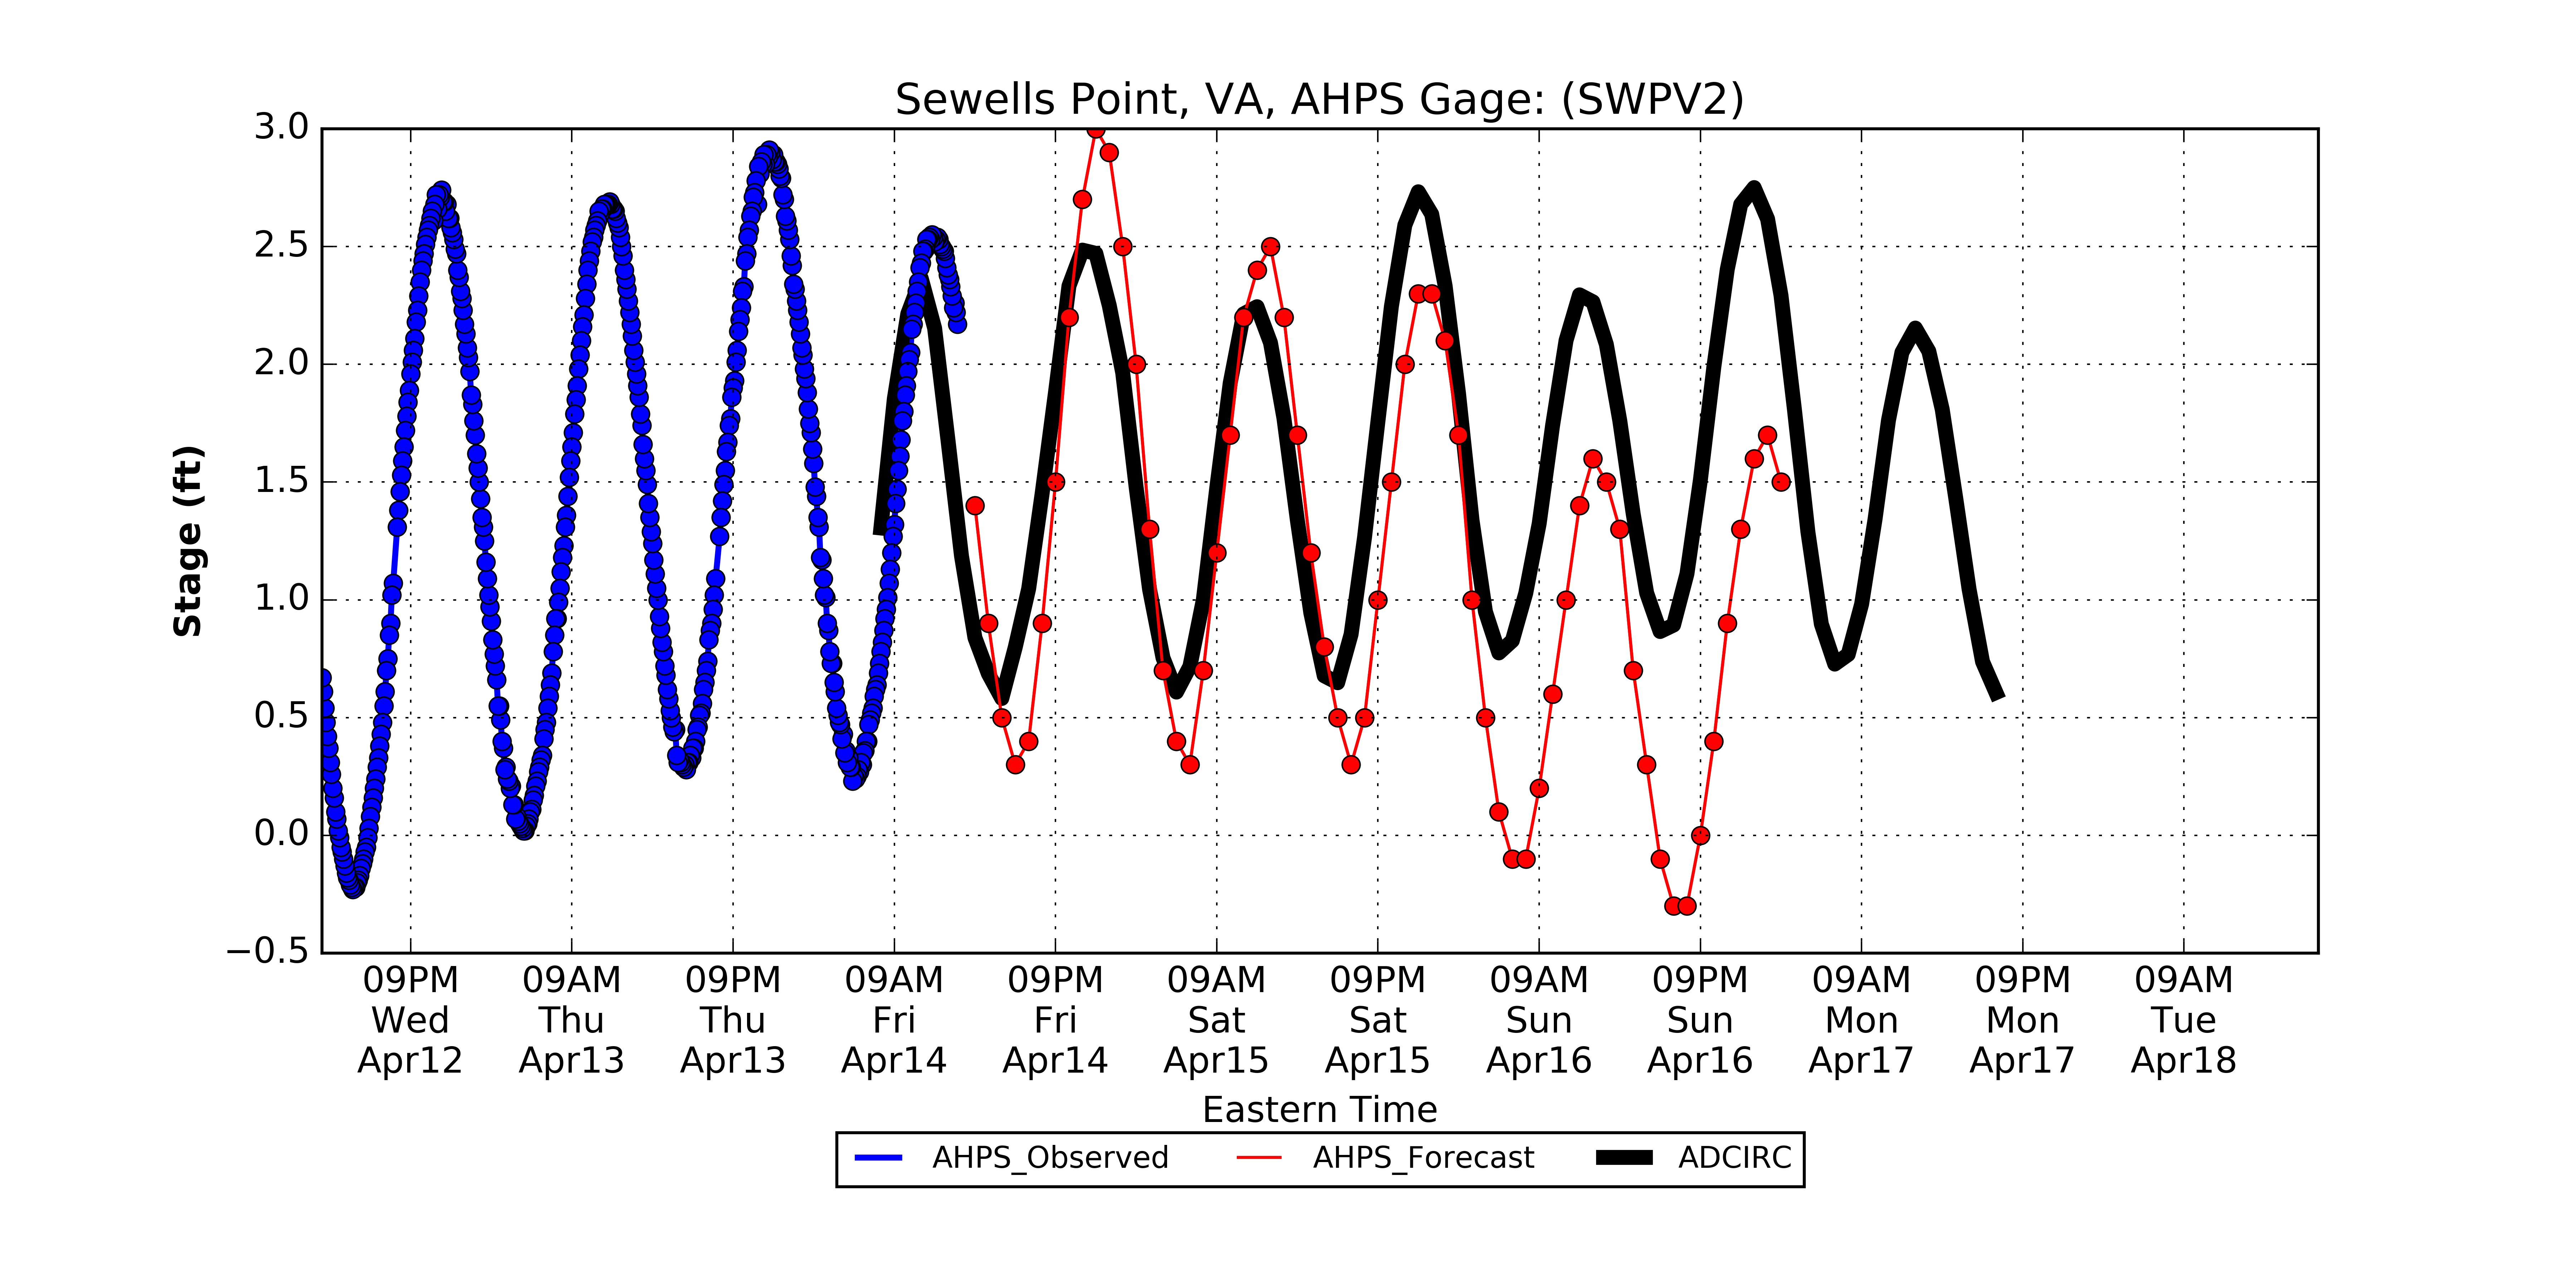 Sewells Point, VA, AHPS Gage: (SWPV2)
3.0
2.5
2.0
1.5
1.0
0.5
0.0
−0.5
Stage (ft)
09PM 09AM 09PM 09AM 09PM 09AM 09PM 09AM 09PM 09AM 09PM 09AM
Wed Thu Thu Fri Fri Sat Sat Sun Sun Mon Mon Tue
Apr12 Apr13 Apr13 Apr14 Apr14 Apr15 Apr15 Apr16 Apr16 Apr17 Apr17 Apr18
Eastern Time
AHPS_Observed AHPS_Forecast ADCIRC